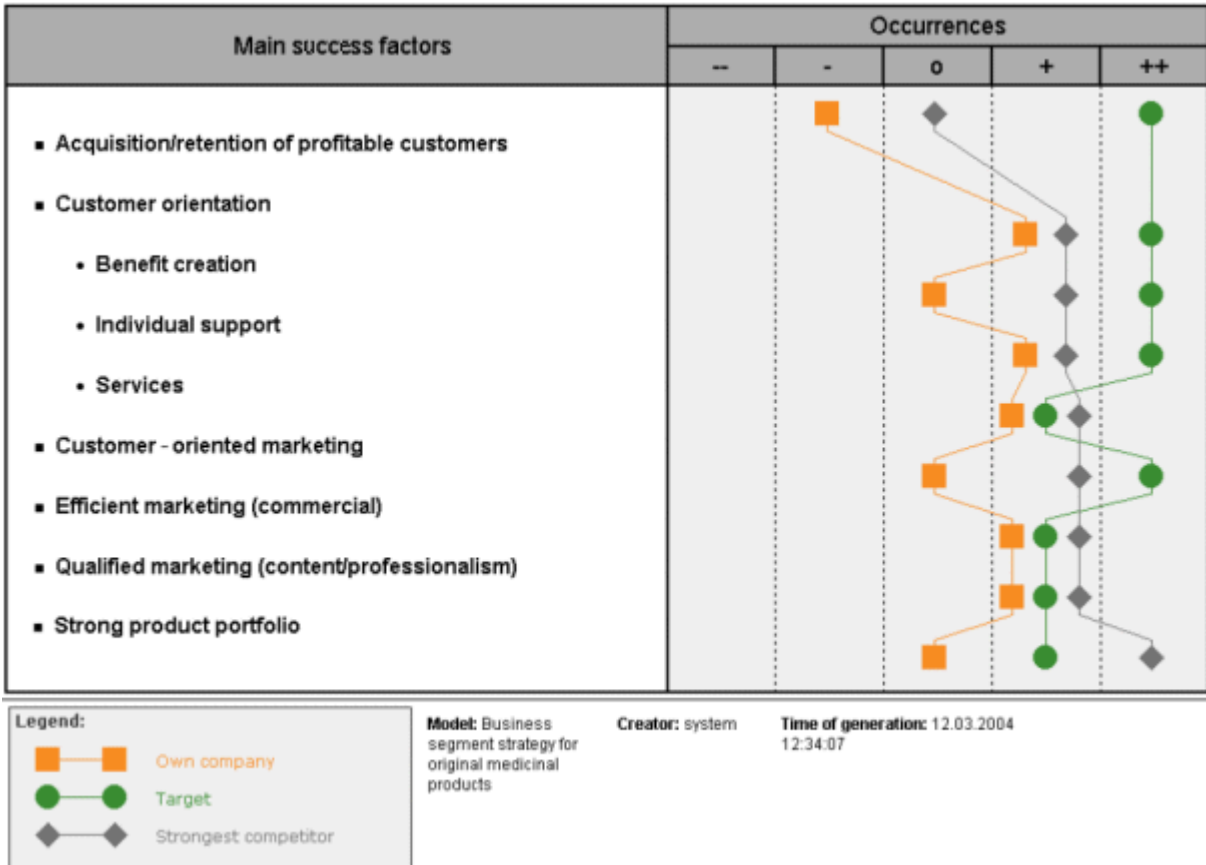 Main success factors
Occurrences
--
-
o
+
++
▪ Acquisition/retention of profitable customers
▪ Customer orientation
• Benefit creation
• Individual support
• Services
▪ Customer - oriented marketing
▪ Efficient marketing (commercial)
▪ Qualified marketing (content/professionalism)
▪ Strong product portfolio
Legend:
Own company
Target
Strongest competitor
Model: Business
segment strategy for
original medicinal
products
Creator: system
Time of generation: 12.03.2004
12:34:07